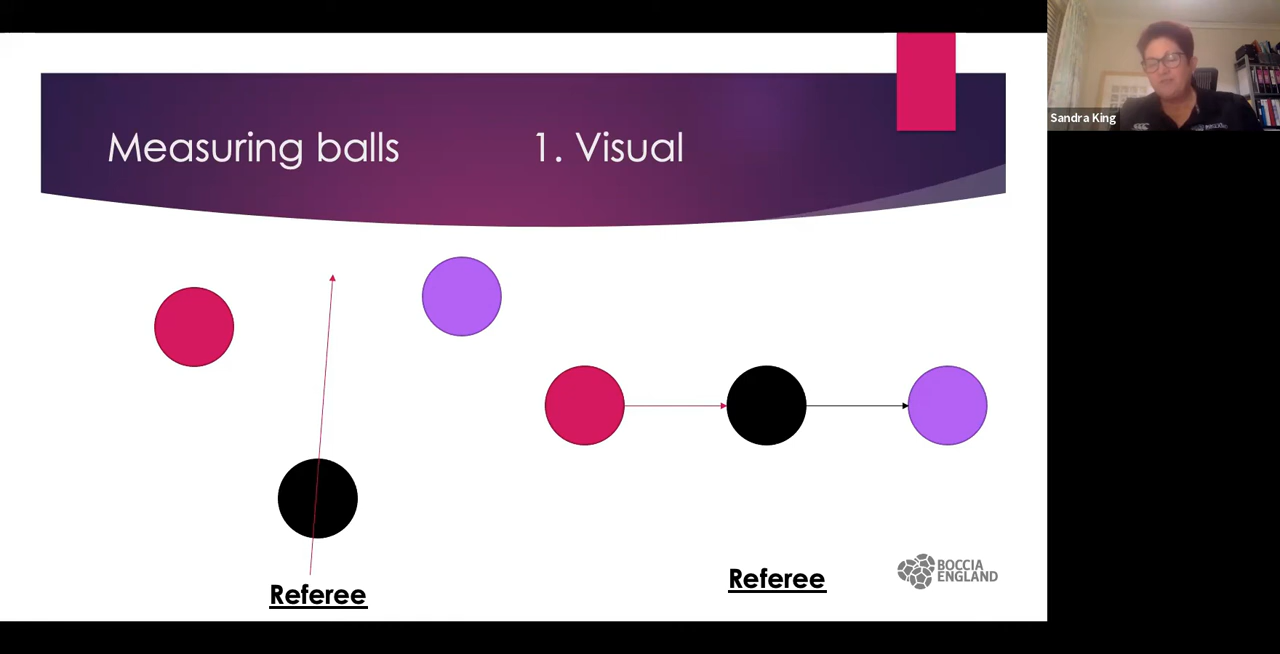 Measuring balls 1. Visual
Sandra King
Referee
Referee
BOCCIA
ENGLAND